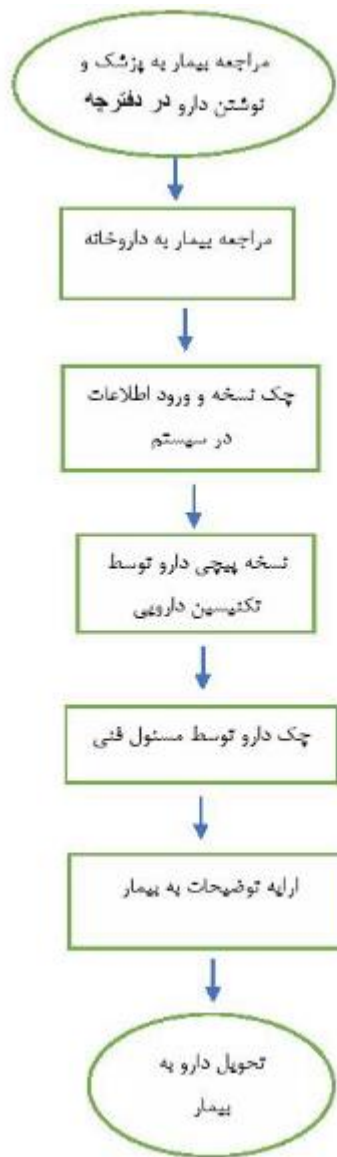 مراجعه بیمار به پزشک و
نوشتن دارو در دفترچه
مراجعه بیمار به داروخانه
چک نسخه و ورود اطلاعات
در سیستم
نسخه پیچی دارو توسط
تکنیسین دارویی
چک دارو توسط مسئول فنی
ارایه توضیحات به بیمار
تحویل دارو به
بیمار